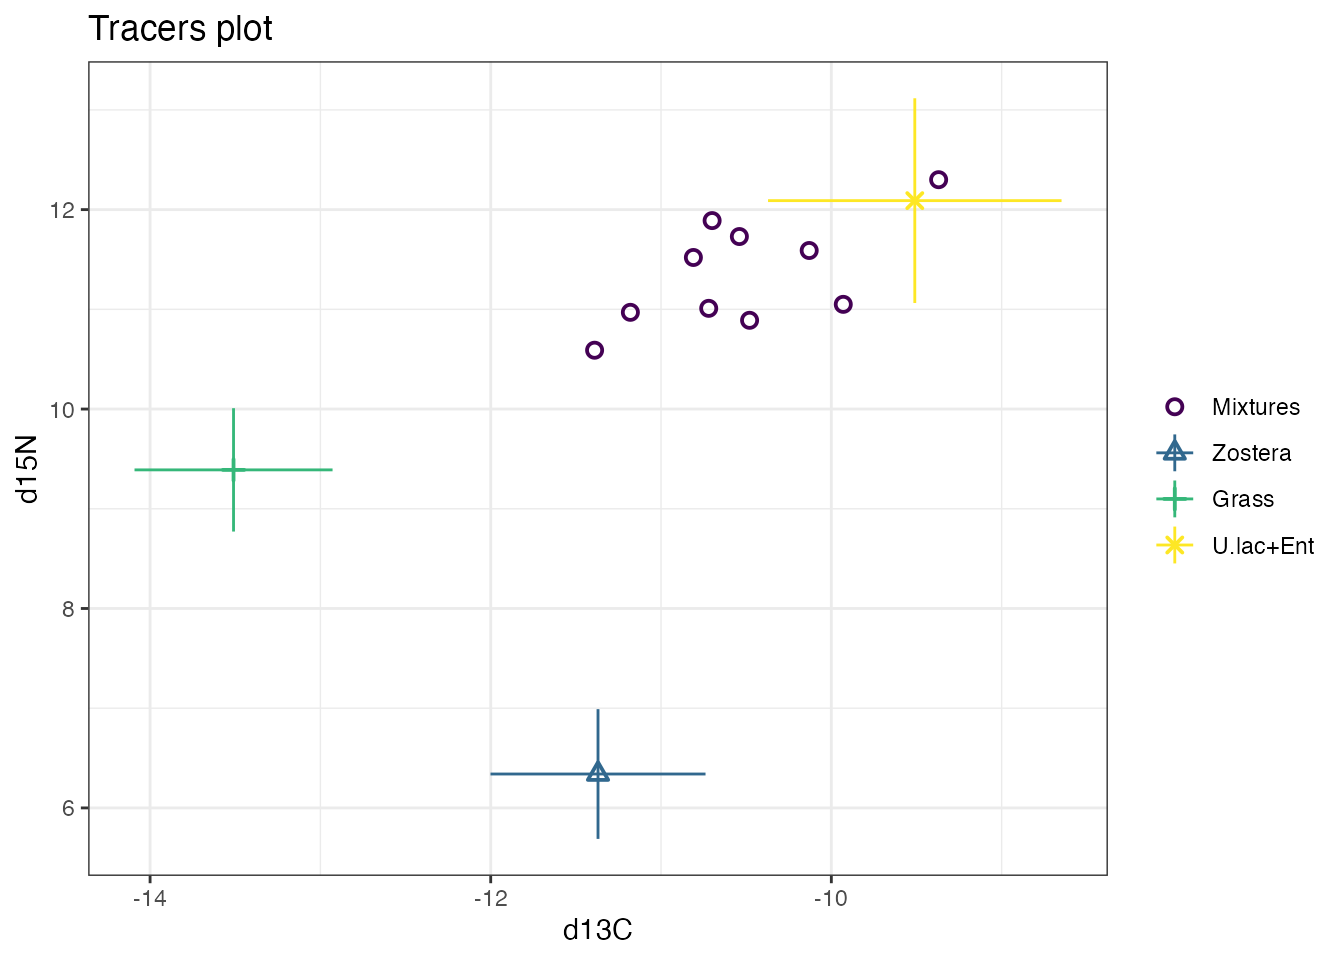 Tracers plot
d15N
12
10
8
6
-14
-12
-10
d13C
Mixtures
Zostera
Grass
U.lac+Ent